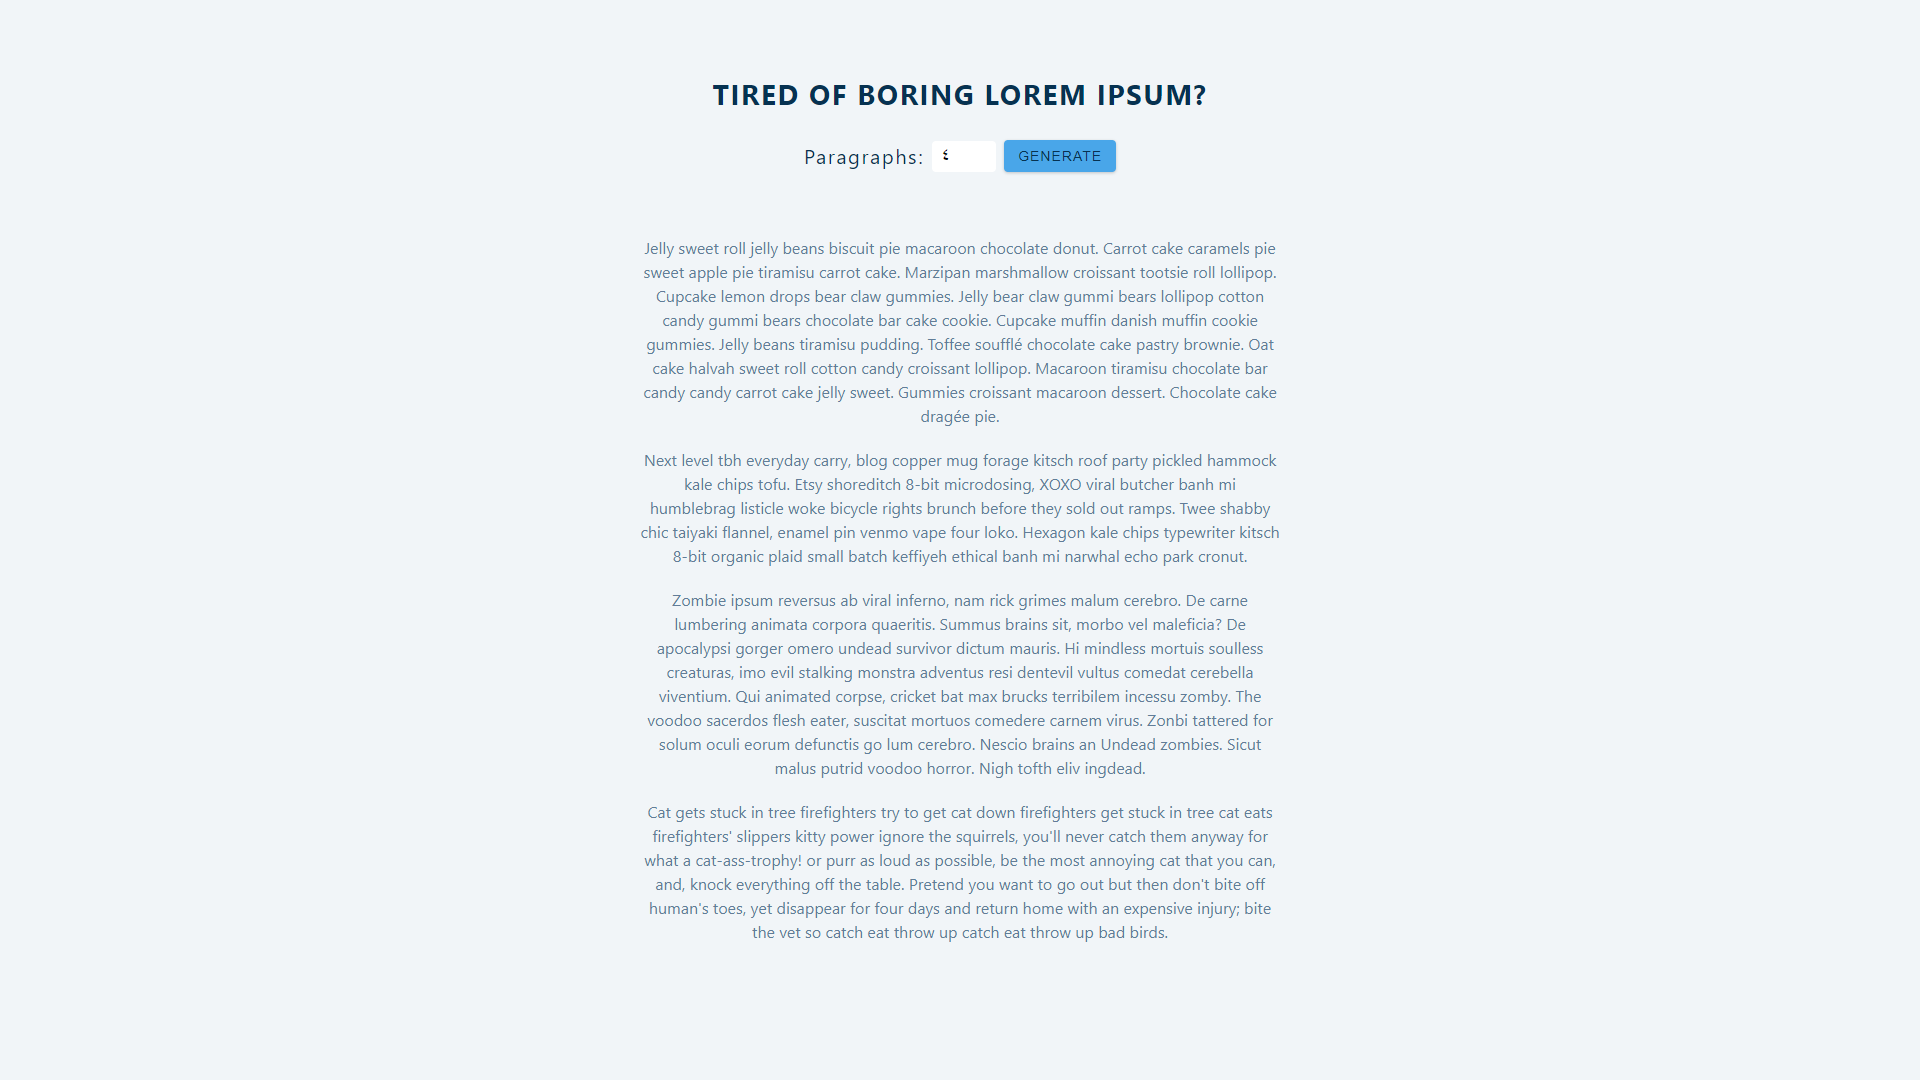 TIRED OF BORING LOREM IPSUM?
Paragraphs: GENERATE
Jelly sweet roll jelly beans biscuit pie macaroon chocolate donut. Carrot cake caramels pie
sweet apple pie tiramisu carrot cake. Marzipan marshmallow croissant tootsie roll lollipop.
Cupcake lemon drops bear claw gummies. Jelly bear claw gummi bears lollipop cotton
candy gummi bears chocolate bar cake cookie. Cupcake muffin danish muffin cookie
gummies. Jelly beans tiramisu pudding. Toffee soufflé chocolate cake pastry brownie. Oat
cake halvah sweet roll cotton candy croissant lollipop. Macaroon tiramisu chocolate bar
candy candy carrot cake jelly sweet. Gummies croissant macaroon dessert. Chocolate cake
dragée pie.
Next level tbh everyday carry, blog copper mug forage kitsch roof party pickled hammock
kale chips tofu. Etsy shoreditch 8-bit microdosing, XOXO viral butcher banh mi
humblebrag listicle woke bicycle rights brunch before they sold out ramps. Twee shabby
chic taiyaki flannel, enamel pin venmo vape four loko. Hexagon kale chips typewriter kitsch
8-bit organic plaid small batch keffiyeh ethical banh mi narwhal echo park cronut.
Zombie ipsum reversus ab viral inferno, nam rick grimes malum cerebro. De carne
lumbering animata corpora quaeritis. Summus brains sit, morbo vel maleficia? De
apocalypsi gorger omero undead survivor dictum mauris. Hi mindless mortuis soulless
creaturas, imo evil stalking monstra adventus resi dentevil vultus comedat cerebella
viventium. Qui animated corpse, cricket bat max brucks terribilem incessu zomby. The
voodoo sacerdos flesh eater, suscitat mortuos comedere carnem virus. Zonbi tattered for
solum oculi eorum defunctis go lum cerebro. Nescio brains an Undead zombies. Sicut
malus putrid voodoo horror. Nigh tofth eliv ingdead.
Cat gets stuck in tree firefighters try to get cat down firefighters get stuck in tree cat eats
firefighters' slippers kitty power ignore the squirrels, you'll never catch them anyway for
what a cat-ass-trophy! or purr as loud as possible, be the most annoying cat that you can,
and, knock everything off the table. Pretend you want to go out but then don't bite off
human's toes, yet disappear for four days and return home with an expensive injury; bite
the vet so catch eat throw up catch eat throw up bad birds.